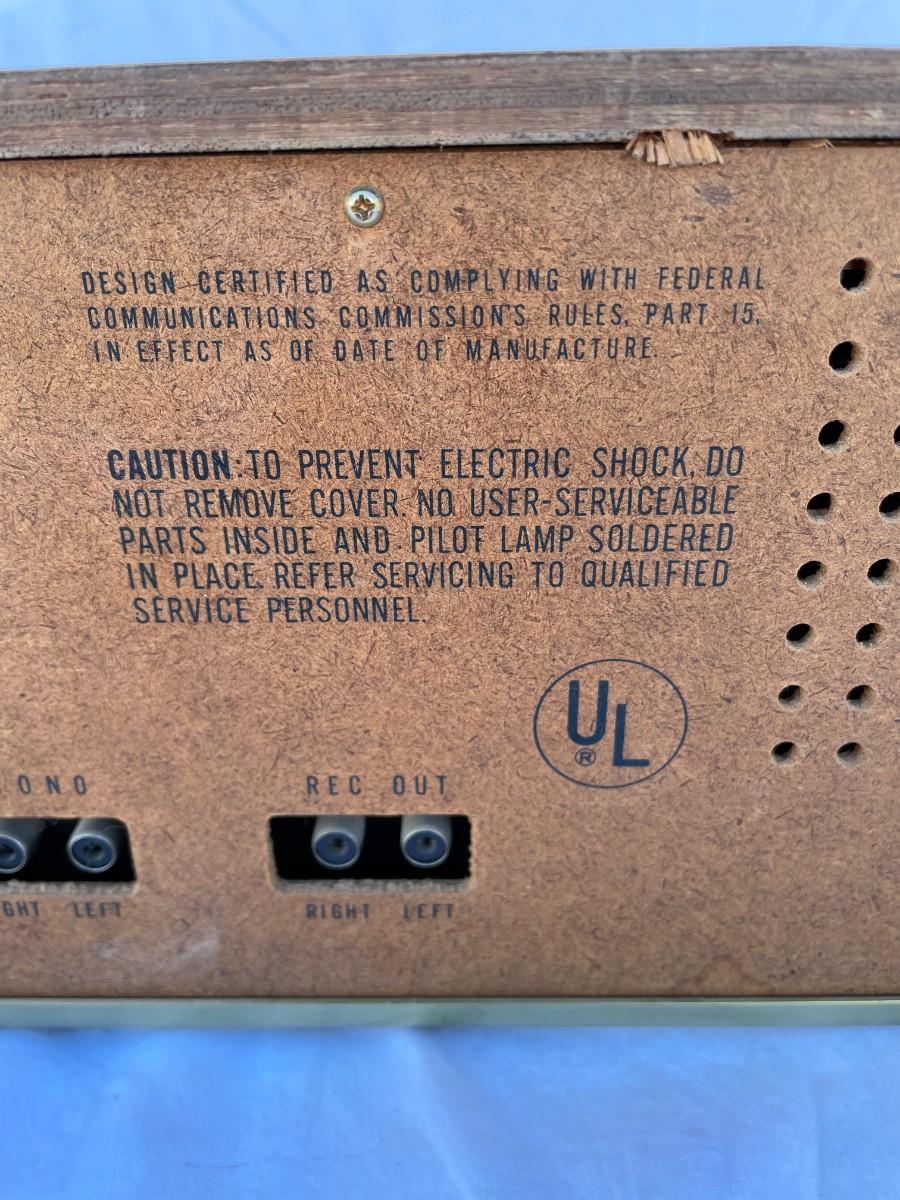 DESIGN CERTIFIED AS COMPLYING WITH FEDERAL
COMMUNICATIONS COMMISSION'S RULES, PART 15,
IN EFFECT AS OF DATE OF MANUFACTURE.
CAUTION: TO PREVENT ELECTRIC SHOCK, DO
NOT REMOVE COVER. NO USER-SERVICEABLE
PARTS INSIDE AND PILOT LAMP SOLDERED
IN PLACE. REFER SERVICING TO QUALIFIED
SERVICE PERSONNEL.
UL
®
ONO REC OUT
GHT LEFT RIGHT LEFT